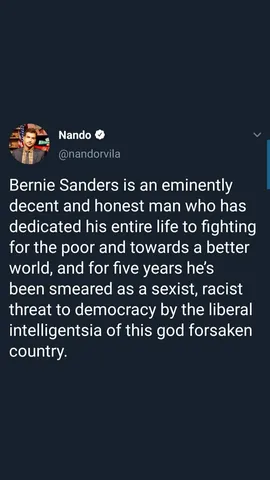 Nando
@nandorvila
Bernie Sanders is an eminently
decent and honest man who has
dedicated his entire life to fighting
for the poor and towards a better
world, and for five years he's
been smeared as a sexist, racist
threat to democracy by the liberal
intelligentsia of this god forsaken
country.